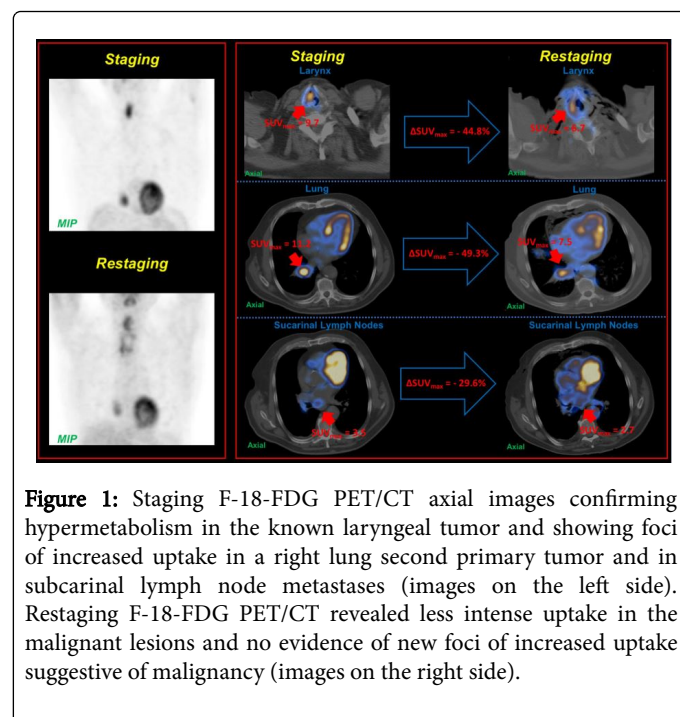 Staging
MIP
Restaging
MIP
Staging
Restaging
Larynx
Larynx
SUVmax =
ΔSUVmax = - 44.8%
SUVmax =
Axial
Axial
Lung
Lung
SUVmax =
ΔSUVmax = - 49.3%
SUVmax = 7.5
Axial
Axial
Sucarinal Lymph Nodes
Sucarinal Lymph Nodes
ΔSUVmax = - 29.6%
SUVmax =
SUVmax =
Axial
Axial
Figure 1: Staging F-18-FDG PET/CT axial images confirming
hypermetabolism in the known laryngeal tumor and showing foci
of increased uptake in a right lung second primary tumor and in
subcarinal lymph node metastases (images on the left side).
Restaging F-18-FDG PET/CT revealed less intense uptake in the
malignant lesions and no evidence of new foci of increased uptake
suggestive of malignancy (images on the right side).